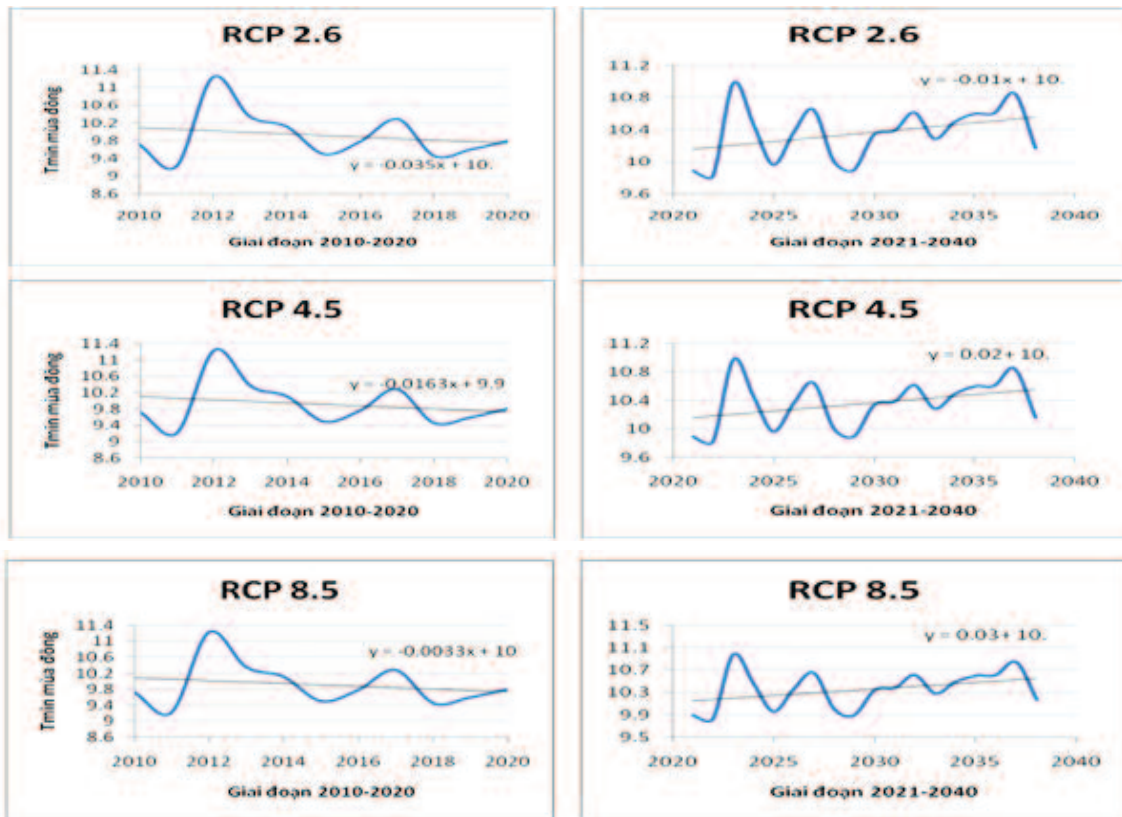 RCP 2.6
Tmin mùa đông
11.4
11
10.6
10.2
9.8
9.4
9
8.6
y = -0.035x + 10.
2010 2012 2014 2016 2018 2020
Giai đoạn 2010-2020
RCP 2.6
11.2
10.8
10.4
10
9.6
y = -0.01x + 10.
2020 2025 2030 2035 2040
Giai đoạn 2021-2040
RCP 4.5
Tmin mùa đông
11.4
11
10.6
10.2
9.8
9.4
9
8.6
y = -0.0163x + 9.9
2010 2012 2014 2016 2018 2020
Giai đoạn 2010-2020
RCP 4.5
11.2
10.8
10.4
10
9.6
y = 0.02+ 10.
2020 2025 2030 2035 2040
Giai đoạn 2021-2040
RCP 8.5
Tmin mùa đông
11.4
11
10.6
10.2
9.8
9.4
9
8.6
y = -0.0033x + 10
2010 2012 2014 2016 2018 2020
Giai đoạn 2010-2020
RCP 8.5
11.5
11.1
10.7
10.3
9.9
9.5
y = 0.03+ 10.
2020 2025 2030 2035 2040
Giai đoạn 2021-2040